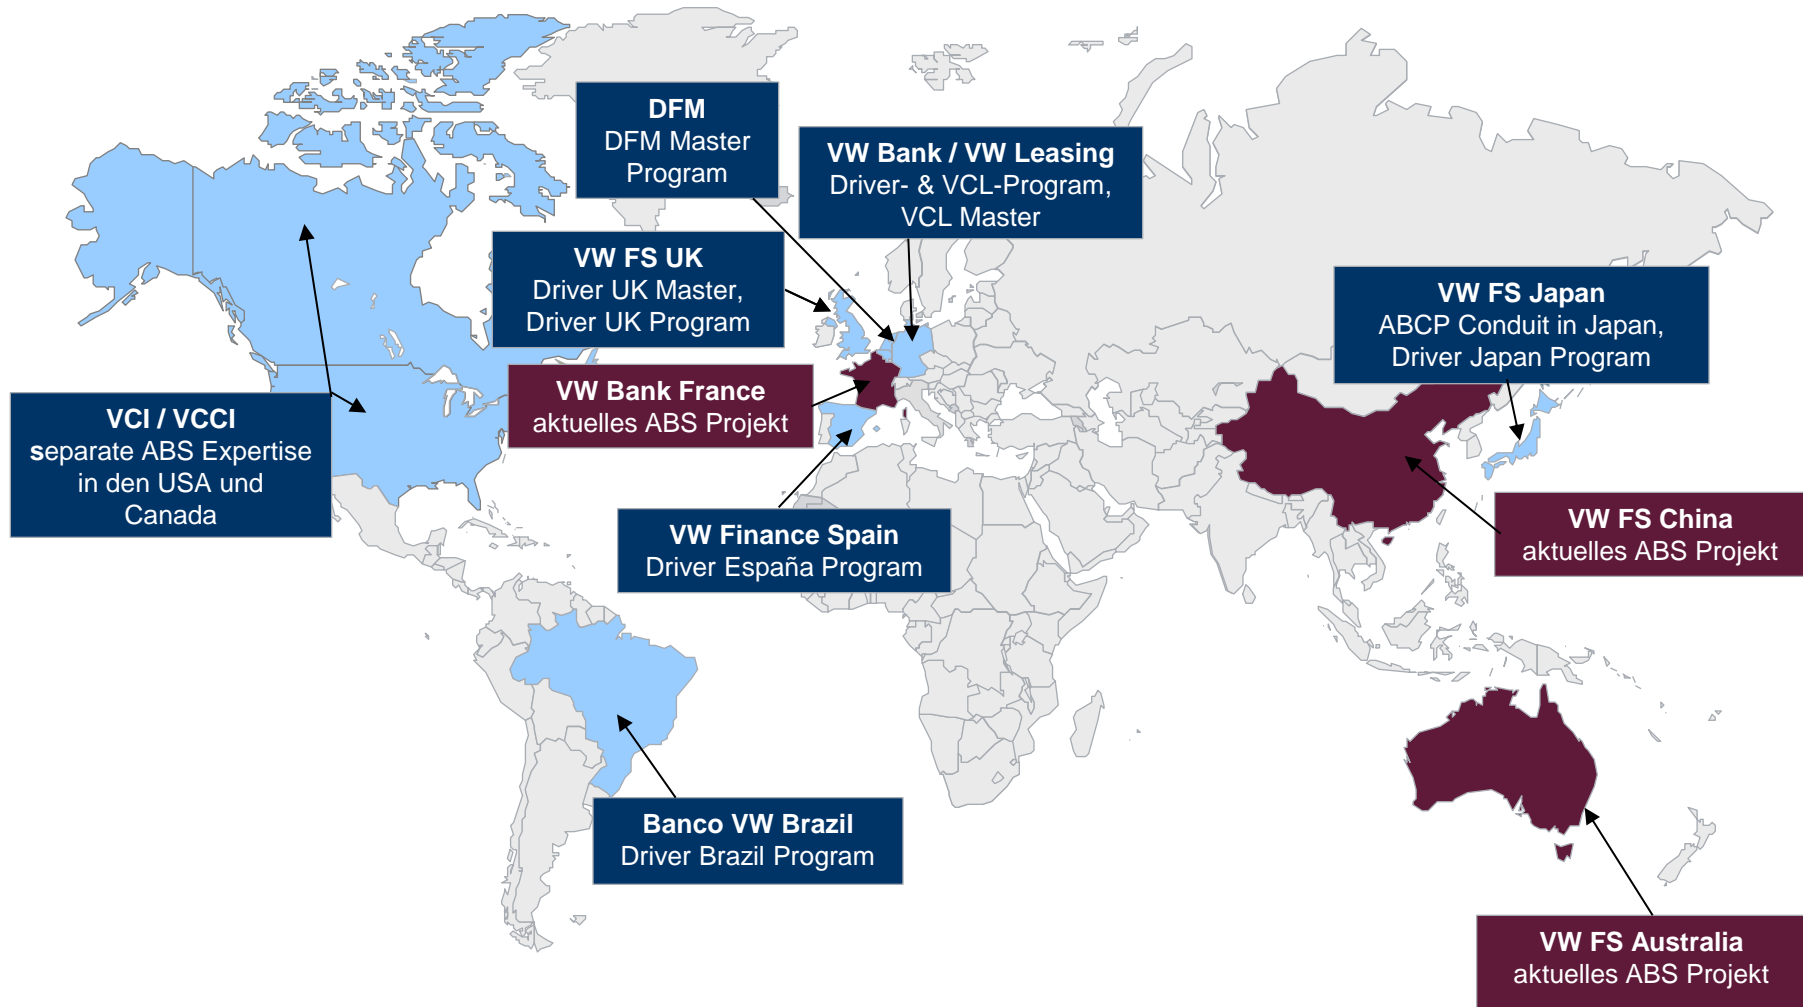 DFM
DFM Master
Program
VW Bank / VW Leasing
Driver- & VCL-Program,
VCL Master
VW FS UK
Driver UK Master,
Driver UK Program
VW FS Japan
ABCP Conduit in Japan,
Driver Japan Program
VW Bank France
aktuelles ABS Projekt
VCI / VCCI
separate ABS Expertise
in den USA und
Canada
VW FS China
aktuelles ABS Projekt
VW Finance Spain
Driver España Program
Banco VW Brazil
Driver Brazil Program
VW FS Australia
aktuelles ABS Projekt